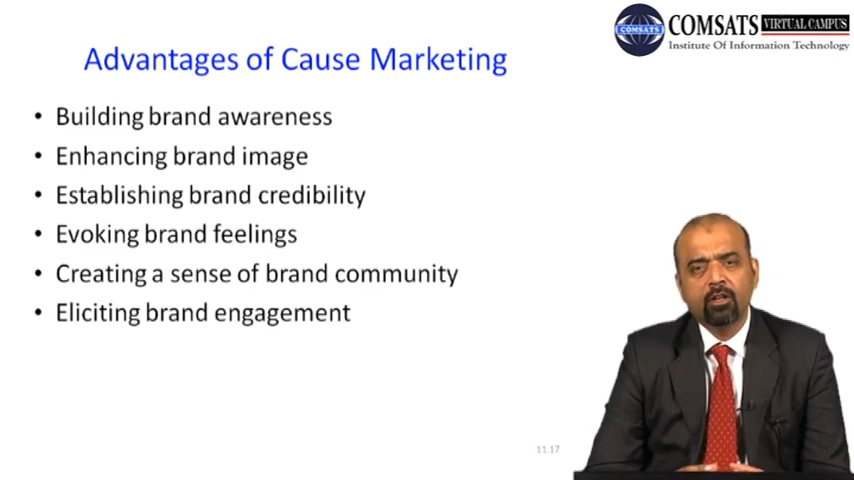 COMSATS VIRTUAL CAMPUS
COMSATS
Institute Of Information Technology
Advantages of Cause Marketing
• Building brand awareness
• Enhancing brand image
• Establishing brand credibility
• Evoking brand feelings
• Creating a sense of brand community
• Eliciting brand engagement
11.17